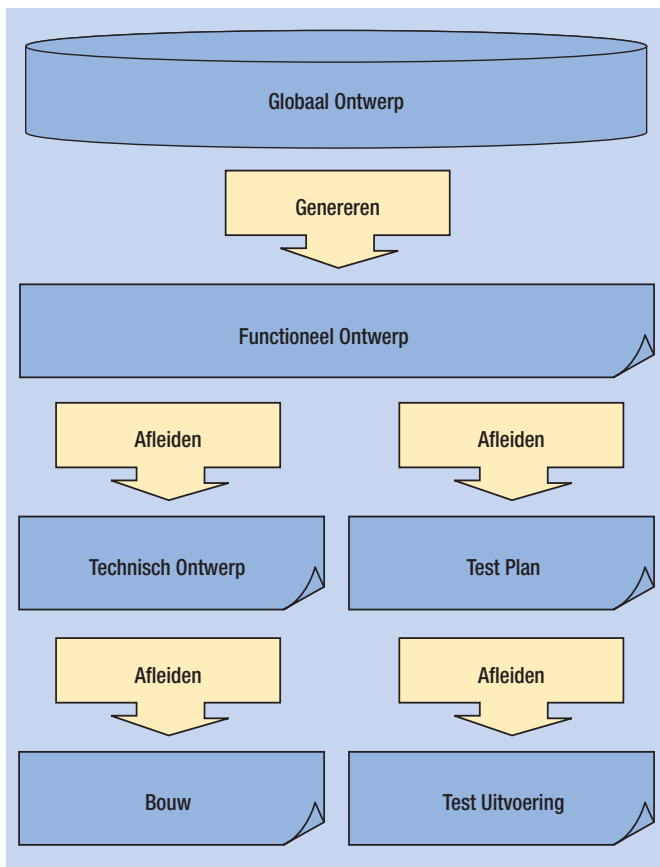 Globaal Ontwerp
Genereren
Functioneel Ontwerp
Afleiden
Afleiden
Technisch Ontwerp
Test Plan
Afleiden
Afleiden
Bouw
Test Uitvoering